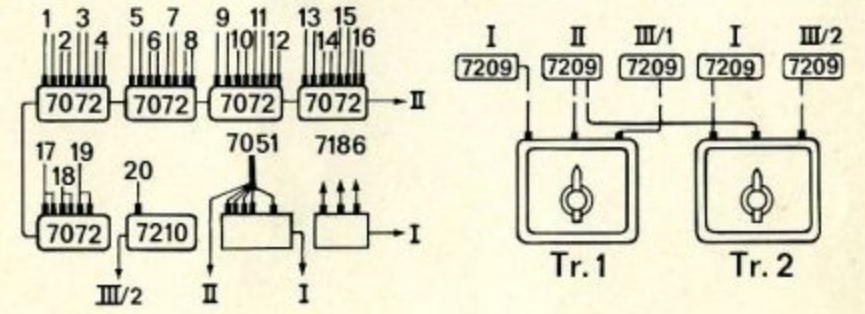 1 3 5 7 9 11 13 15
2 4 6 8 10 12 14 16
7072 7072 7072 7072 II
17 19 20 7051 7186
18
7072 7210 I
III/2 II I
I II III/1 I III/2
7209 7209 7209 7209 7209
Tr.1 Tr.2